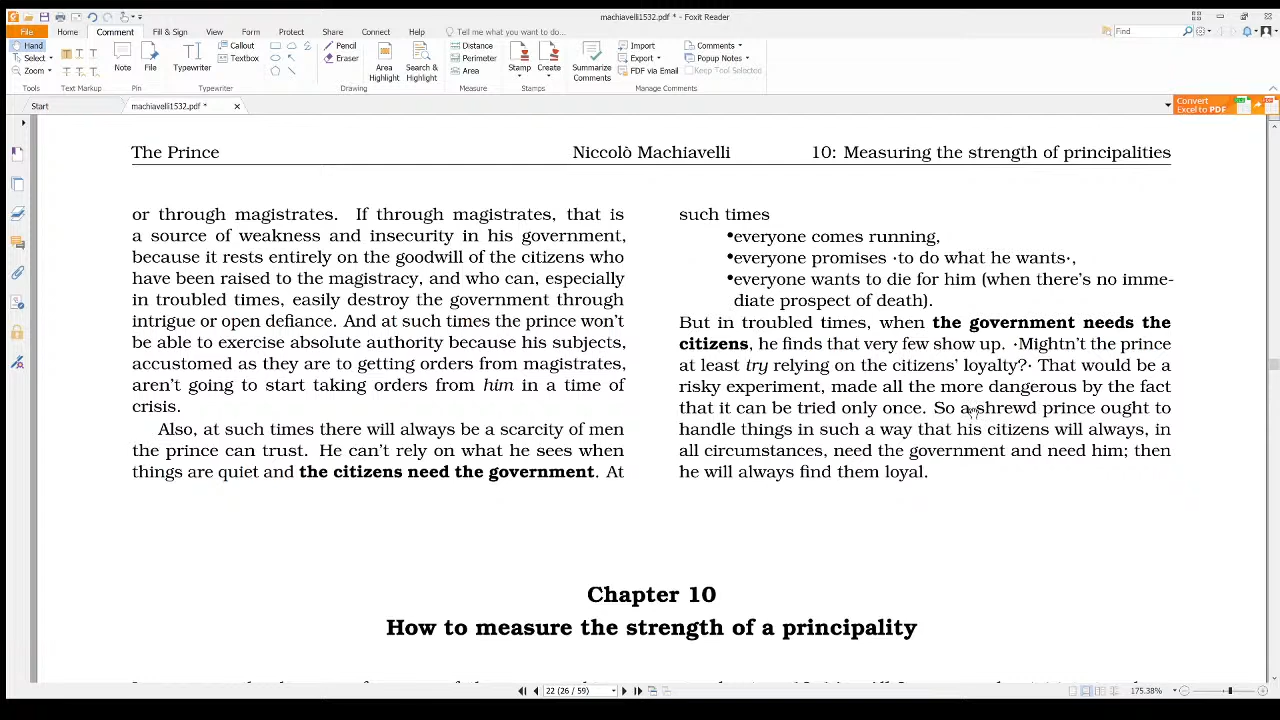 machiavelli1532.pdf * - Foxit Reader
File Home Comment Fill & Sign View Form Protect Share Connect Help Tell me what you want to do... Find
Hand
Select
Zoom
Tools
Text Markup
Note
File
Pin
Typewriter
Callout
Textbox
Typewriter
Pencil
Eraser
Drawing
Area Highlight
Search & Highlight
Distance
Perimeter
Area
Measure
Stamp
Create
Stamps
Summarize Comments
Import
Export
FDF via Email
Comments
Popup Notes
Keep Tool Selected
Manage Comments
Start machiavelli1532.pdf *
Convert
Excel to PDF
The Prince Niccolò Machiavelli 10: Measuring the strength of principalities
or through magistrates. If through magistrates, that is
a source of weakness and insecurity in his government,
because it rests entirely on the goodwill of the citizens who
have been raised to the magistracy, and who can, especially
in troubled times, easily destroy the government through
intrigue or open defiance. And at such times the prince won't
be able to exercise absolute authority because his subjects,
accustomed as they are to getting orders from magistrates,
aren't going to start taking orders from him in a time of
crisis.
Also, at such times there will always be a scarcity of men
the prince can trust. He can't rely on what he sees when
things are quiet and the citizens need the government. At
such times
•everyone comes running,
•everyone promises ·to do what he wants·,
•everyone wants to die for him (when there's no imme-
diate prospect of death).
But in troubled times, when the government needs the
citizens, he finds that very few show up. ·Mightn't the prince
at least try relying on the citizens' loyalty?· That would be a
risky experiment, made all the more dangerous by the fact
that it can be tried only once. So a shrewd prince ought to
handle things in such a way that his citizens will always, in
all circumstances, need the government and need him; then
he will always find them loyal.
Chapter 10
How to measure the strength of a principality
22 (26 / 59) 175.38%